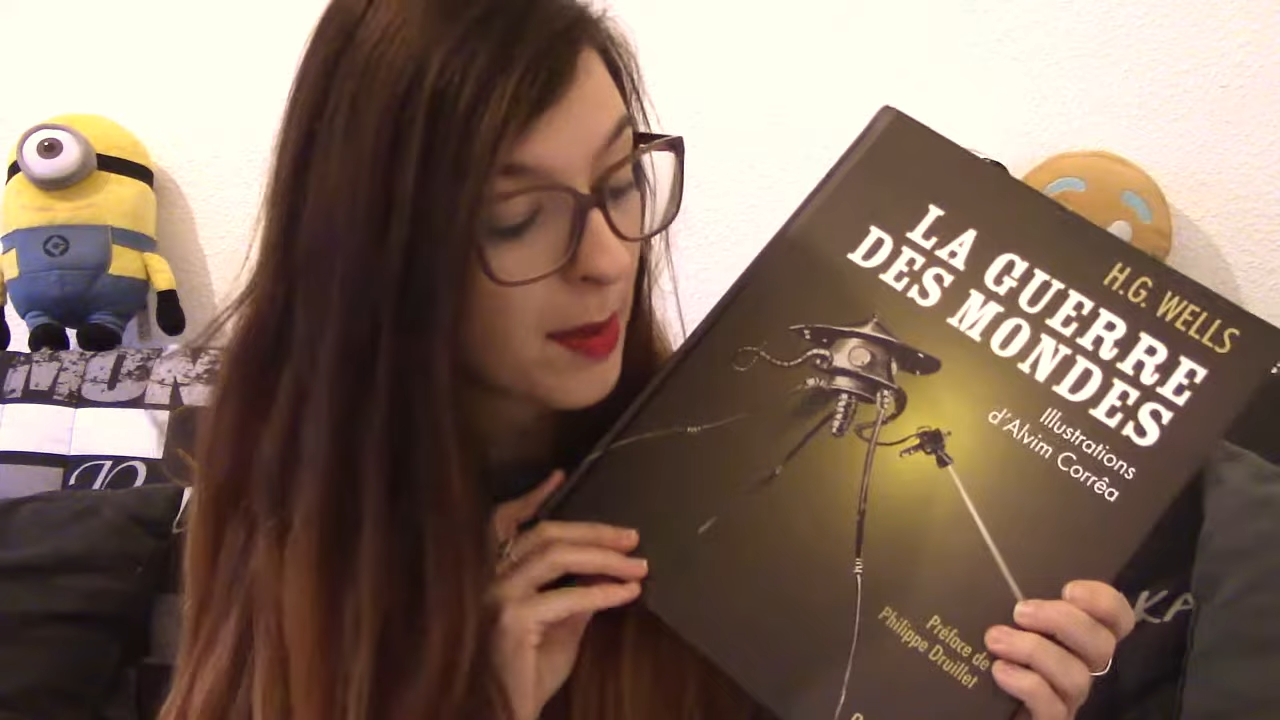 H.G. WELLS
LA GUERRE
DES MONDES
Illustrations
d'Alvim Corrêa
Préface de
Philippe Druillet